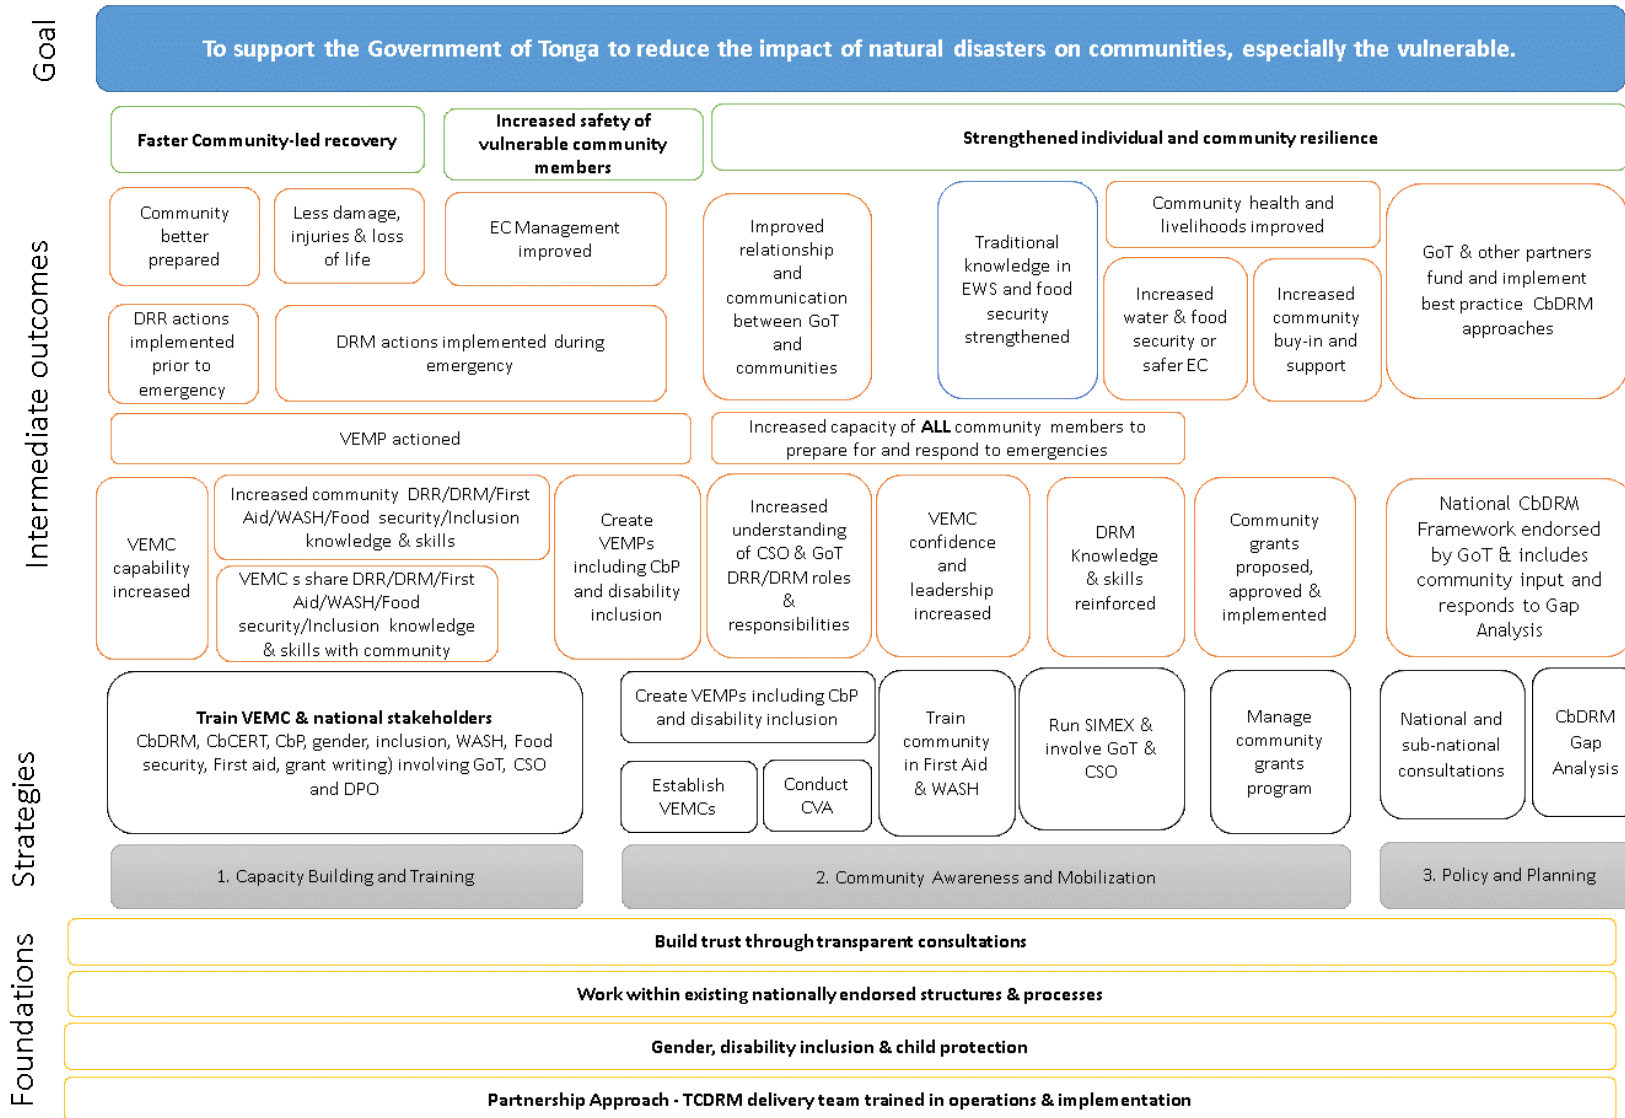 Goal
To support the Government of Tonga to reduce the impact of natural disasters on communities, especially the vulnerable.
Faster Community-led recovery
Increased safety of
vulnerable community
members
Strengthened individual and community resilience
Intermediate outcomes
Community
better
prepared
Less damage,
injuries & loss
of life
EC Management
improved
Improved
relationship
and
communication
between GoT
and
communities
Traditional
knowledge in
EWS and food
security
strengthened
Community health and
livelihoods improved
Increased
water & food
security or
safer EC
Increased
community
buy-in and
support
GoT & other partners
fund and implement
best practice CbDRM
approaches
DRR actions
implemented
prior to
emergency
DRM actions implemented during
emergency
VEMP actioned
Increased capacity of ALL community members to
prepare for and respond to emergencies
VEMC
capability
increased
Increased community DRR/DRM/First
Aid/WASH/Food security/Inclusion
knowledge & skills
VEMC s share DRR/DRM/First
Aid/WASH/Food
security/Inclusion knowledge
& skills with community
Create
VEMPs
including CbP
and disability
inclusion
Increased
understanding
of CSO & GoT
DRR/DRM roles
&
responsibilities
VEMC
confidence
and
leadership
increased
DRM
Knowledge
& skills
reinforced
Community
grants
proposed,
approved &
implemented
National CbDRM
Framework endorsed
by GoT & includes
community input and
responds to Gap
Analysis
Strategies
Train VEMC & national stakeholders
CbDRM, CbCERT, CbP, gender, inclusion, WASH, Food
security, First aid, grant writing) involving GoT, CSO
and DPO
Create VEMPs including CbP
and disability inclusion
Establish
VEMCs
Conduct
CVA
Train
community
in First Aid
& WASH
Run SIMEX &
involve GoT &
CSO
Manage
community
grants
program
National and
sub-national
consultations
CbDRM
Gap
Analysis
1. Capacity Building and Training
2. Community Awareness and Mobilization
3. Policy and Planning
Foundations
Build trust through transparent consultations
Work within existing nationally endorsed structures & processes
Gender, disability inclusion & child protection
Partnership Approach - TCDRM delivery team trained in operations & implementation